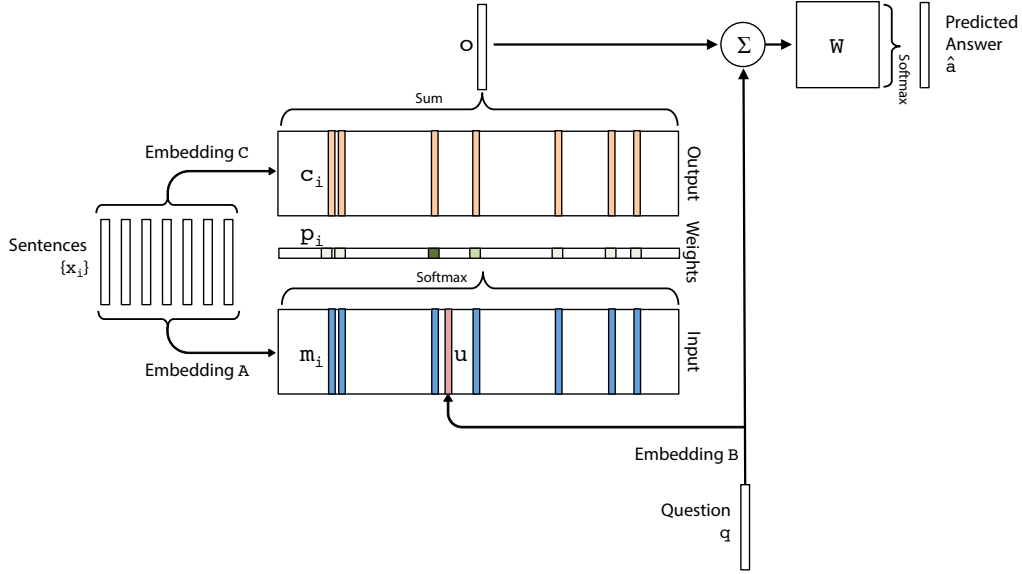 o
Σ
W
Softmax
Predicted
Answer
â
Sum
Embedding C
c_i
Output
Sentences
{x_i}
p_i
Weights
Softmax
Embedding A
m_i
u
Input
Embedding B
Question
q